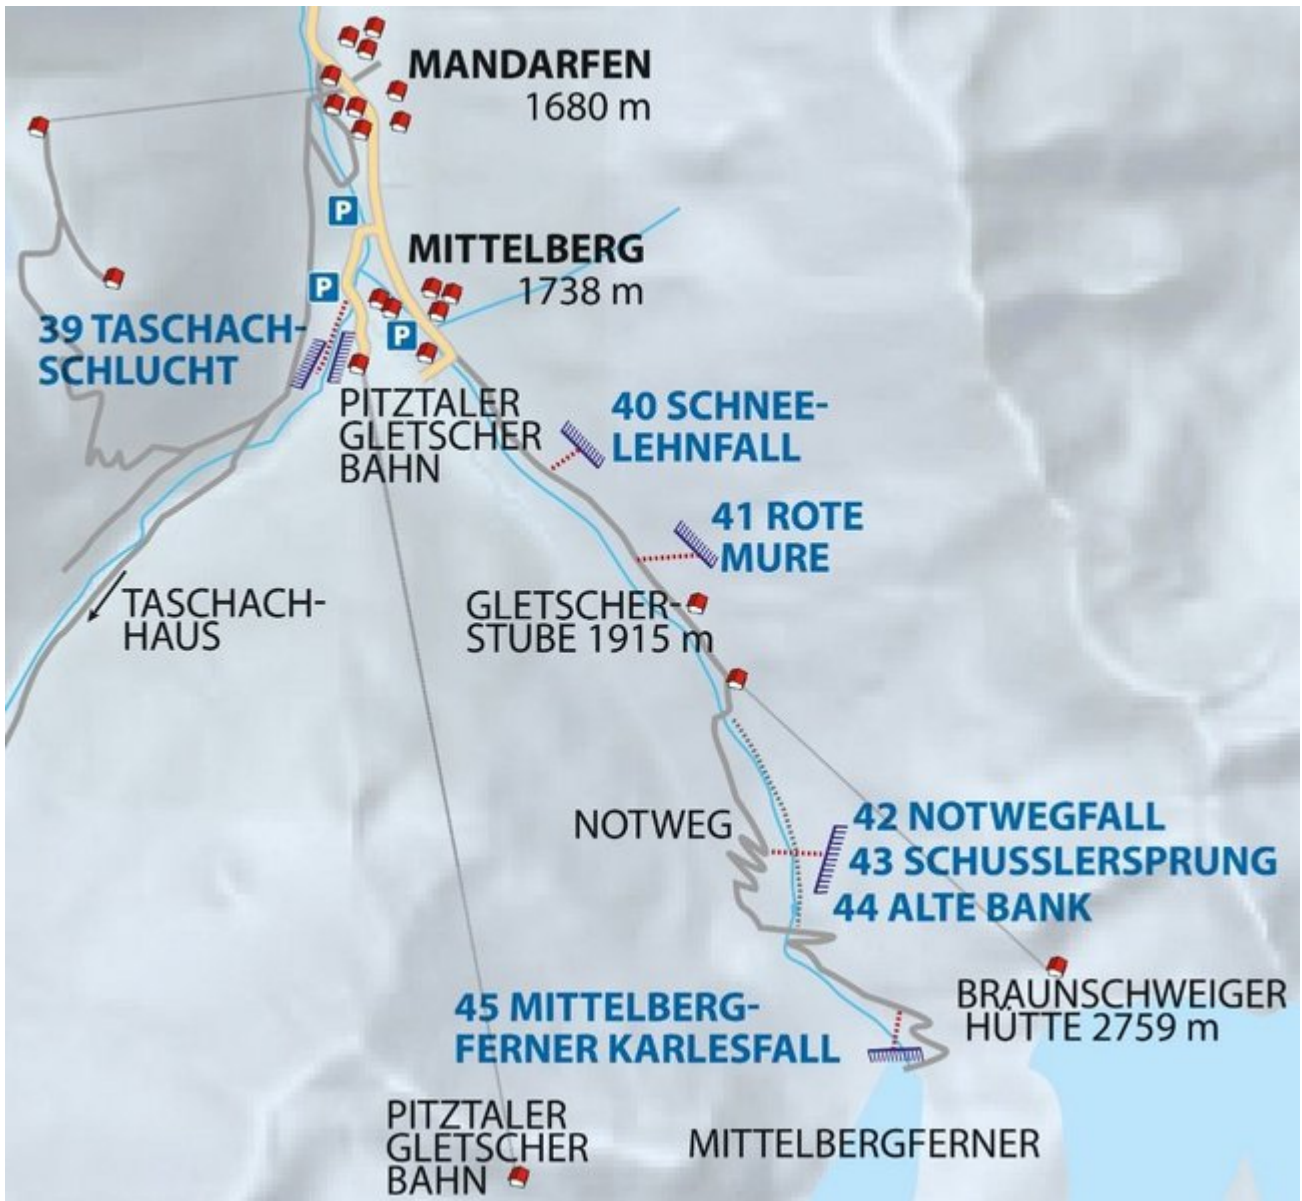 MANDARFEN
1680 m
P
MITTELBERG
1738 m
P
39 TASCHACH-
SCHLUCHT
P
PITZTALER
GLETSCHER
BAHN
40 SCHNEE-
LEHNFALL
41 ROTE
MURE
TASCHACH-
HAUS
GLETSCHER-
STUBE 1915 m
NOTWEG
42 NOTWEGFALL
43 SCHUSSLERSPRUNG
44 ALTE BANK
BRAUNSCHWEIGER
HÜTTE 2759 m
45 MITTELBERG-
FERNER KARLESFALL
PITZTALER
GLETSCHER
BAHN
MITTELBERGFERNER